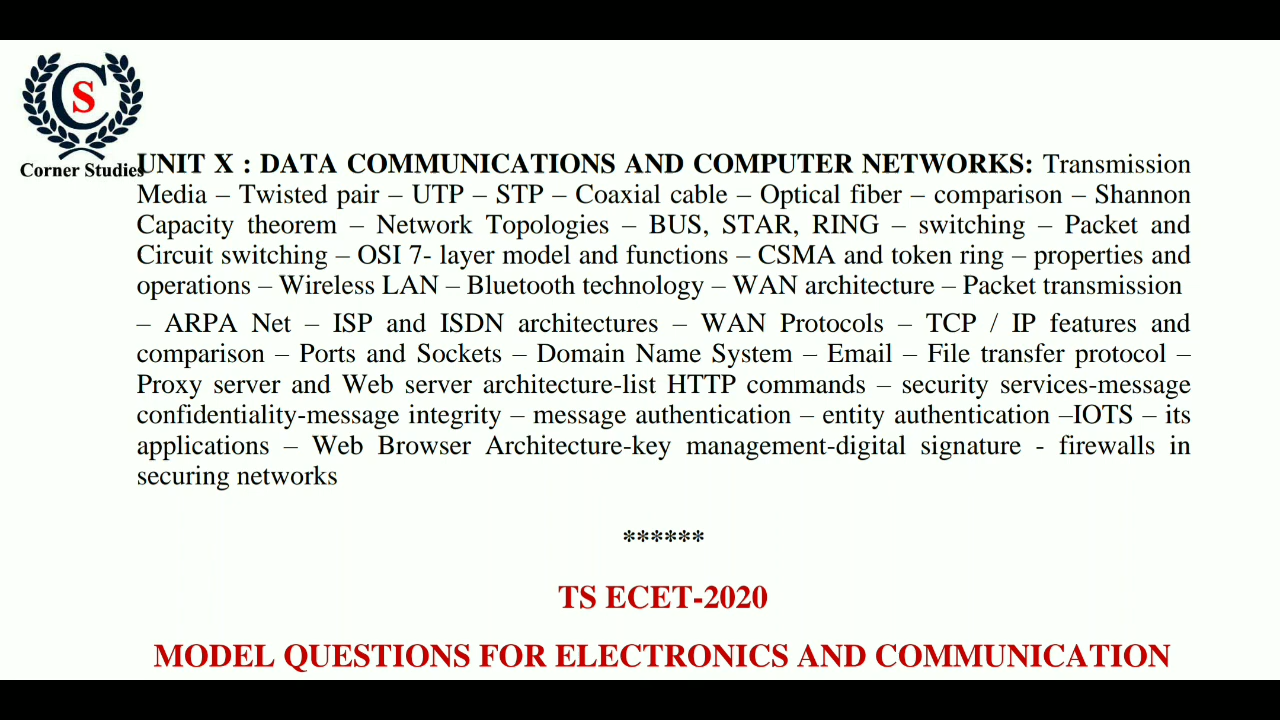 CS
Corner Studies
UNIT X : DATA COMMUNICATIONS AND COMPUTER NETWORKS: Transmission
Media – Twisted pair – UTP – STP – Coaxial cable – Optical fiber – comparison – Shannon
Capacity theorem – Network Topologies – BUS, STAR, RING – switching – Packet and
Circuit switching – OSI 7- layer model and functions – CSMA and token ring – properties and
operations – Wireless LAN – Bluetooth technology – WAN architecture – Packet transmission
– ARPA Net – ISP and ISDN architectures – WAN Protocols – TCP / IP features and
comparison – Ports and Sockets – Domain Name System – Email – File transfer protocol –
Proxy server and Web server architecture-list HTTP commands – security services-message
confidentiality-message integrity – message authentication – entity authentication –IOTS – its
applications – Web Browser Architecture-key management-digital signature - firewalls in
securing networks
******
TS ECET-2020
MODEL QUESTIONS FOR ELECTRONICS AND COMMUNICATION